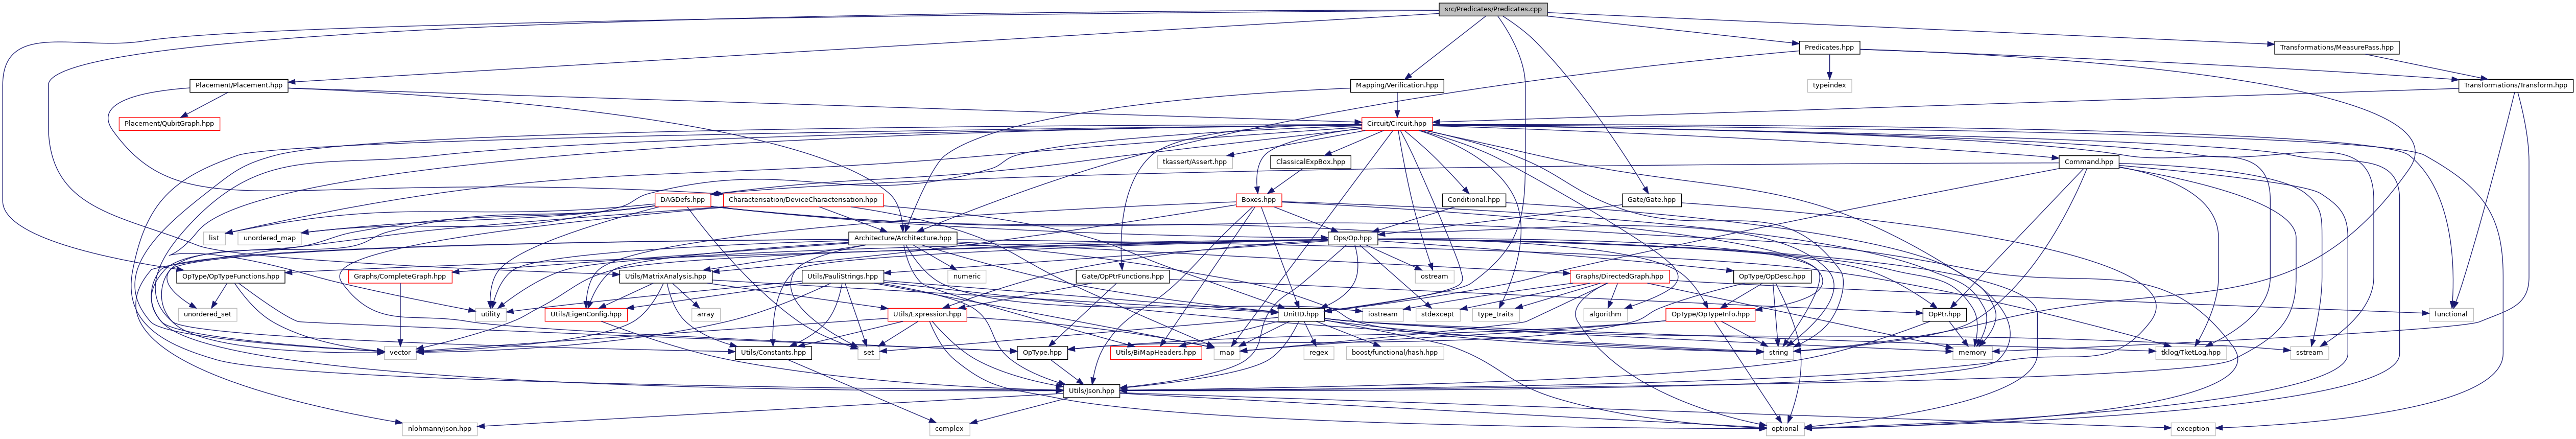 src/Predicates/Predicates.cpp
Predicates.hpp
Transformations/MeasurePass.hpp
Placement/Placement.hpp
Mapping/Verification.hpp
typeindex
Transformations/Transform.hpp
Placement/QubitGraph.hpp
Circuit/Circuit.hpp
tkassert/Assert.hpp
ClassicalExpBox.hpp
Command.hpp
DAGDefs.hpp
Characterisation/DeviceCharacterisation.hpp
Boxes.hpp
Conditional.hpp
Gate/Gate.hpp
list
unordered_map
Architecture/Architecture.hpp
Ops/Op.hpp
OpType/OpTypeFunctions.hpp
Graphs/CompleteGraph.hpp
Utils/MatrixAnalysis.hpp
Utils/PauliStrings.hpp
numeric
Gate/OpPtrFunctions.hpp
ostream
Graphs/DirectedGraph.hpp
OpType/OpDesc.hpp
unordered_set
utility
Utils/EigenConfig.hpp
array
Utils/Expression.hpp
UnitID.hpp
iostream
stdexcept
type_traits
algorithm
OpType/OpTypeInfo.hpp
OpPtr.hpp
functional
vector
Utils/Constants.hpp
set
OpType.hpp
Utils/BiMapHeaders.hpp
map
regex
boost/functional/hash.hpp
string
memory
tklog/TketLog.hpp
sstream
Utils/Json.hpp
nlohmann/json.hpp
complex
optional
exception